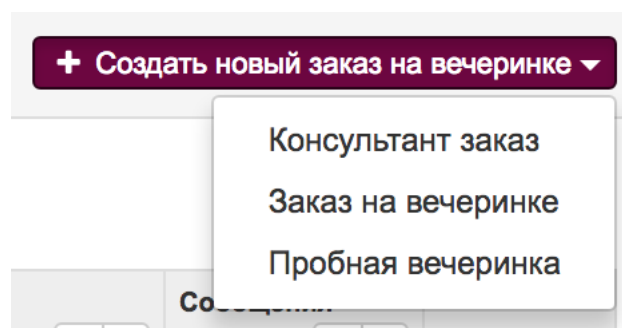 + Создать новый заказ на вечеринке
Консультант заказ
Заказ на вечеринке
Пробная вечеринка